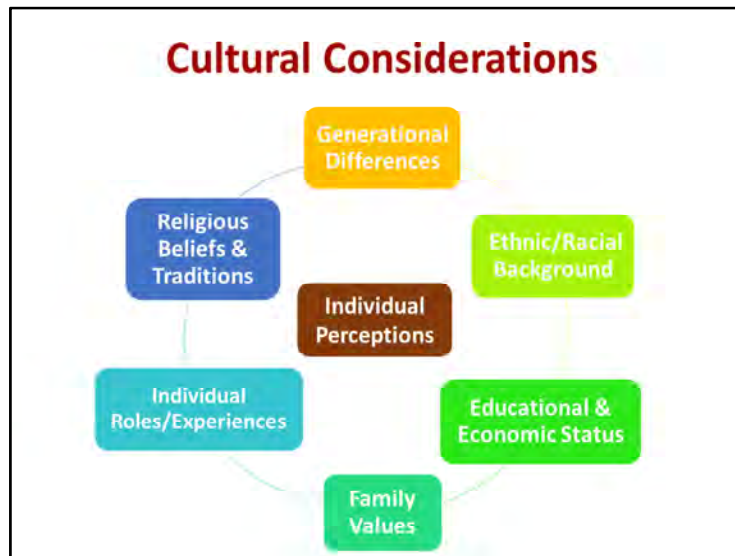 Cultural Considerations
Generational
Differences
Religious
Beliefs &
Traditions
Ethnic/Racial
Background
Individual
Perceptions
Individual
Roles/Experiences
Educational &
Economic Status
Family
Values